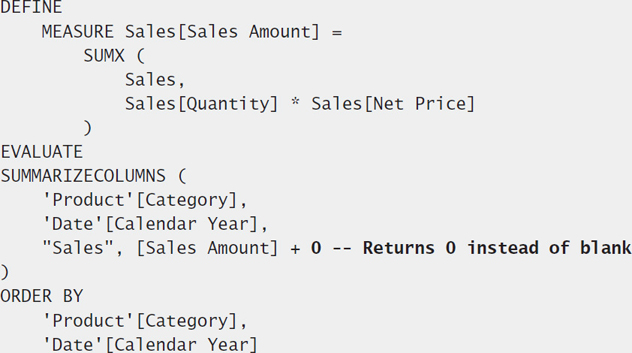 DEFINE
    MEASURE Sales[Sales Amount] =
        SUMX (
            Sales,
            Sales[Quantity] * Sales[Net Price]
        )
EVALUATE
SUMMARIZECOLUMNS (
    'Product'[Category],
    'Date'[Calendar Year],
    "Sales", [Sales Amount] + 0 -- Returns 0 instead of blank
)
ORDER BY
    'Product'[Category],
    'Date'[Calendar Year]